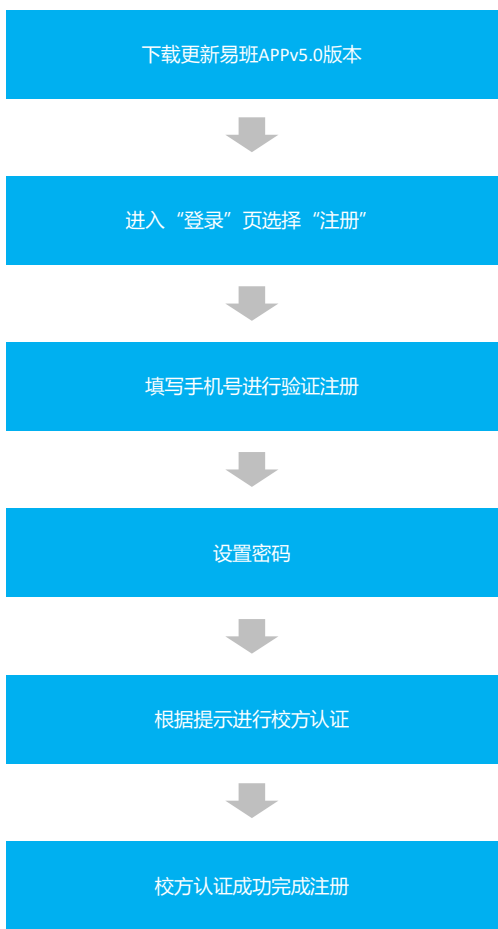 下载更新易班APPv5.0版本
进入“登录”页选择“注册”
填写手机号进行验证注册
设置密码
根据提示进行校方认证
校方认证成功完成注册